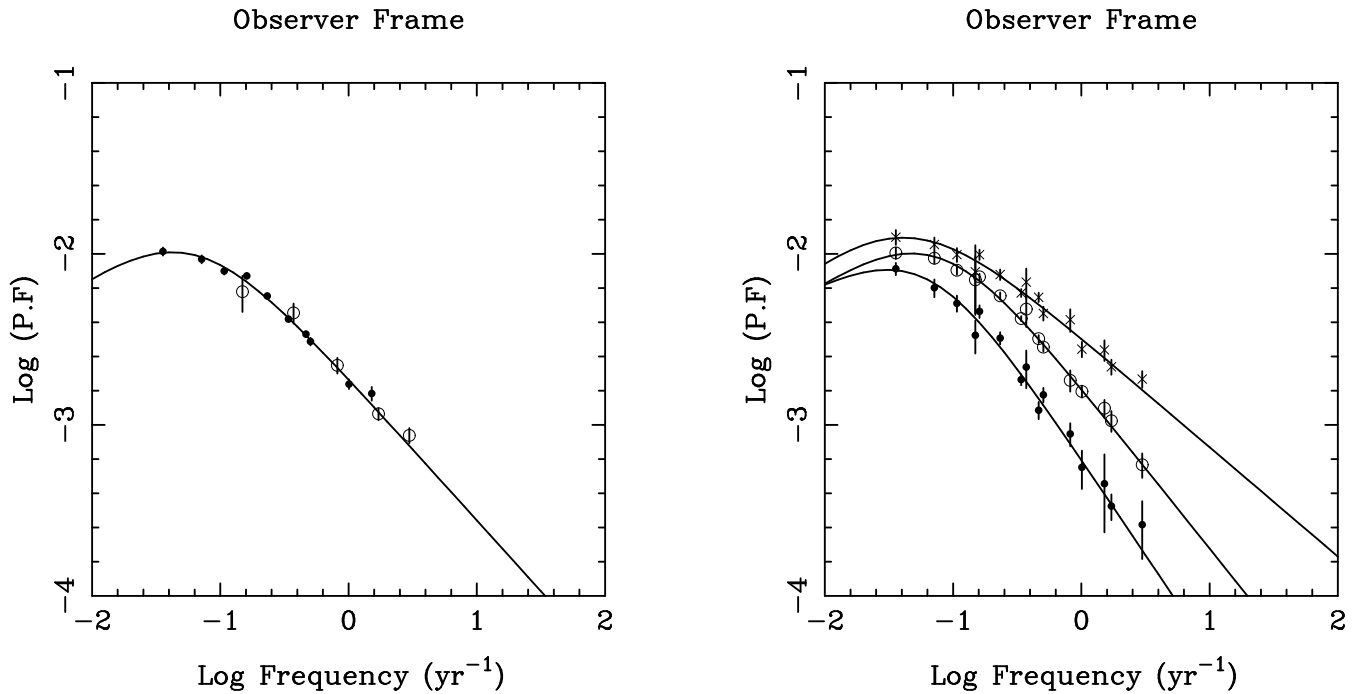 Observer Frame
Log (P.F)
−1
−2
−3
−4
−2 −1 0 1 2
Log Frequency (yr−1)
Observer Frame
Log (P.F)
−1
−2
−3
−4
−2 −1 0 1 2
Log Frequency (yr−1)